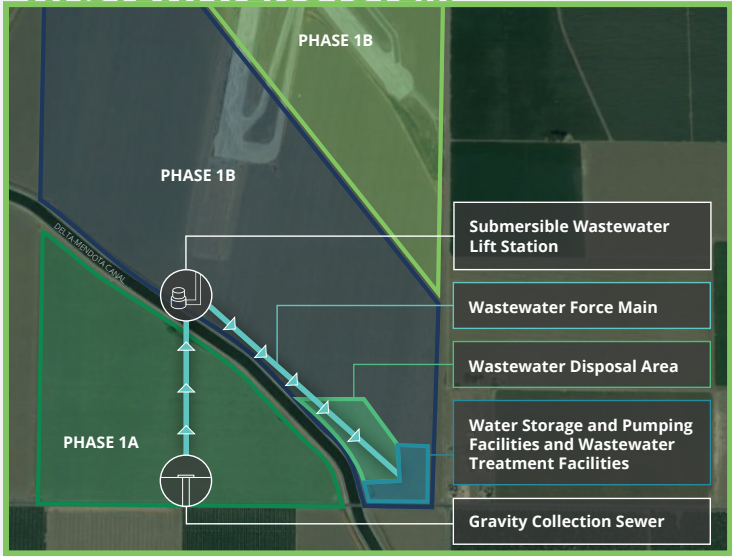 PHASE 1B
PHASE 1B
DELTA-MENDOTA CANAL
PHASE 1A
Submersible Wastewater
Lift Station
Wastewater Force Main
Wastewater Disposal Area
Water Storage and Pumping
Facilities and Wastewater
Treatment Facilities
Gravity Collection Sewer